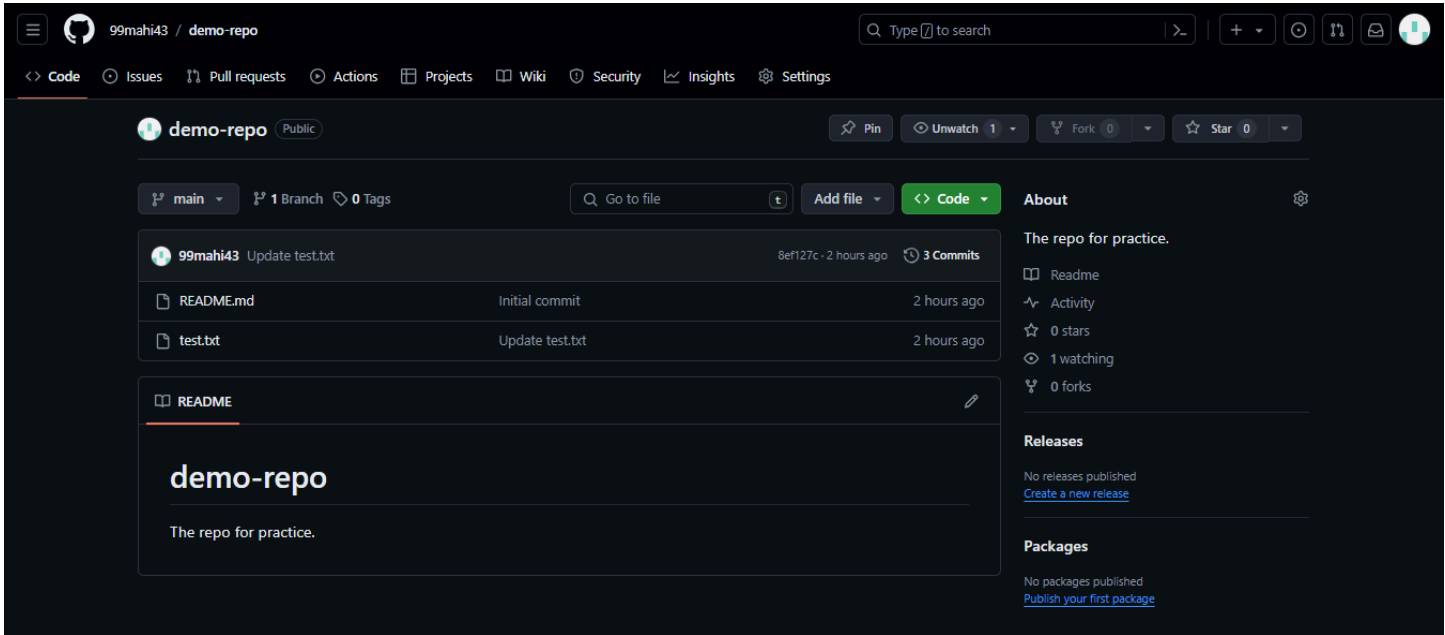 99mahi43 / demo-repo
Type / to search
Code Issues Pull requests Actions Projects Wiki Security Insights Settings
demo-repo Public
Pin Unwatch 1 Fork 0 Star 0
main 1 Branch 0 Tags Go to file t Add file Code
99mahi43 Update test.txt 8ef127c · 2 hours ago 3 Commits
README.md Initial commit 2 hours ago
test.txt Update test.txt 2 hours ago
README
demo-repo
The repo for practice.
About
The repo for practice.
Readme
Activity
0 stars
1 watching
0 forks
Releases
No releases published
Create a new release
Packages
No packages published
Publish your first package